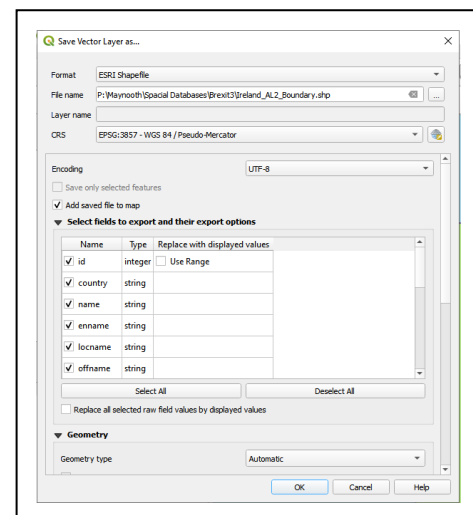 Save Vector Layer as...
Format ESRI Shapefile
File name P:\Maynooth\Spacial Databases\Brexit3\Ireland_AL2_Boundary.shp ...
Layer name
CRS EPSG:3857 - WGS 84 / Pseudo-Mercator
Encoding UTF-8
Save only selected features
Add saved file to map
Select fields to export and their export options
Name Type Replace with displayed values
id integer Use Range
country string
name string
enname string
locname string
offname string
Select All Deselect All
Replace all selected raw field values by displayed values
Geometry
Geometry type Automatic
OK Cancel Help